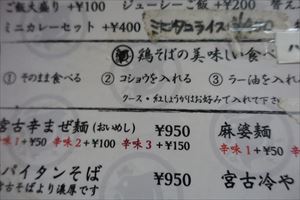 ご飯大盛り +¥100 ジューシーご飯 +¥200 替え
ミニカレーセット +¥400
鶏そばの美味しい食べ
①そのまま食べる ②コショウを入れる ③ラー油を入れ
クース・紅しょうがはお好みで入れて下さ
宮古辛まぜ麺(おいめし) ¥950 麻婆麺
辛味1+¥50 辛味2+¥100 辛味3+¥150 辛味1+
パイタンそば ¥950 宮古冷や
宮古そばより濃厚です